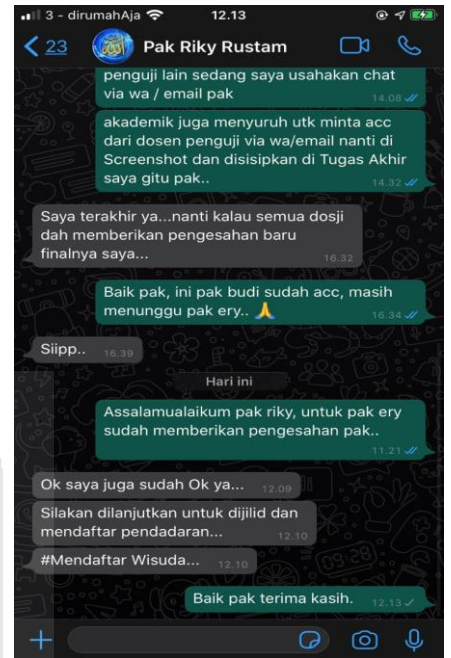 3 - dirumahAja 12.13
23 Pak Riky Rustam
penguji lain sedang saya usahakan chat
via wa / email pak
14.08
akademik juga menyuruh utk minta acc
dari dosen penguji via wa/email nanti di
Screenshot dan disisipkan di Tugas Akhir
saya gitu pak..
14.32
Saya terakhir ya...nanti kalau semua dosji
dah memberikan pengesahan baru
finalnya saya...
16.32
Baik pak, ini pak budi sudah acc, masih
menunggu pak ery.. 🙏
16.34
Siipp.. 16.39
Hari ini
Assalamualaikum pak riky, untuk pak ery
sudah memberikan pengesahan pak..
11.21
Ok saya juga sudah Ok ya... 12.09
Silakan dilanjutkan untuk dijilid dan
mendaftar pendadaran... 12.10
#Mendaftar Wisuda... 12.10
Baik pak terima kasih. 12.13